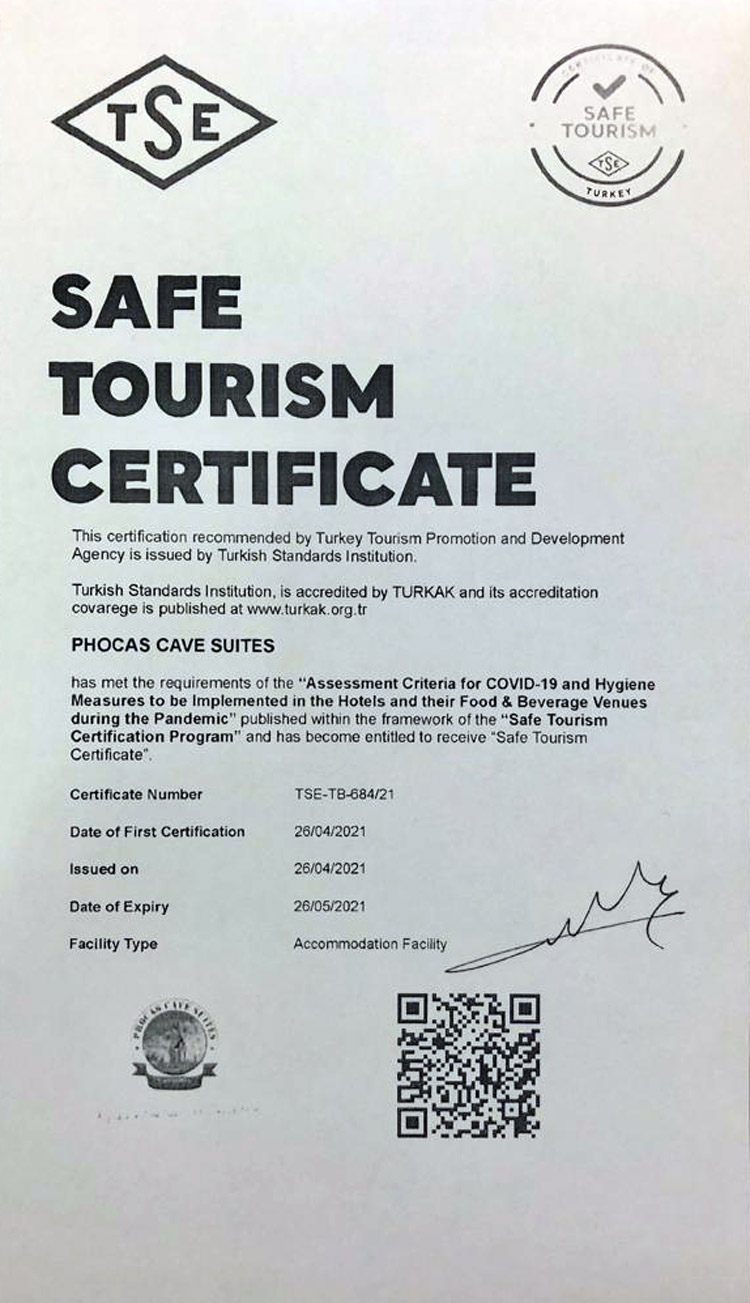 TSE
CERTIFICATE OF
SAFE
TOURISM
TSE
TURKEY
SAFE
TOURISM
CERTIFICATE
This certification recommended by Turkey Tourism Promotion and Development
Agency is issued by Turkish Standards Institution.
Turkish Standards Institution, is accredited by TURKAK and its accreditation
covarege is published at www.turkak.org.tr
PHOCAS CAVE SUITES
has met the requirements of the “Assessment Criteria for COVID-19 and Hygiene
Measures to be Implemented in the Hotels and their Food & Beverage Venues
during the Pandemic” published within the framework of the “Safe Tourism
Certification Program” and has become entitled to receive “Safe Tourism
Certificate”.
Certificate Number TSE-TB-684/21
Date of First Certification 26/04/2021
Issued on 26/04/2021
Date of Expiry 26/05/2021
Facility Type Accommodation Facility
PHOCAS CAVE SUITES